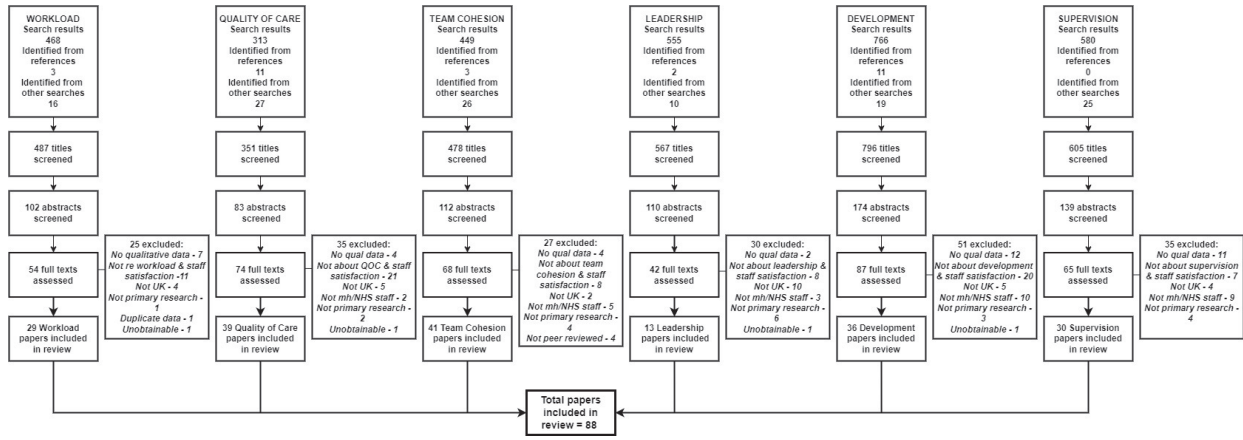 WORKLOAD
Search results
468
Identified from
references
3
Identified from
other searches
16
487 titles
screened
102 abstracts
screened
54 full texts
assessed
25 excluded:
No qualitative data - 7
Not re workload & staff
satisfaction -11
Not UK - 4
Not primary research -
1
Duplicate data - 1
Unobtainable - 1
29 Workload
papers included
in review
QUALITY OF CARE
Search results
313
Identified from
references
11
Identified from
other searches
27
351 titles
screened
83 abstracts
screened
74 full texts
assessed
35 excluded:
No qual data - 4
Not about QOC & staff
satisfaction - 21
Not UK - 5
Not mh/NHS staff - 2
Not primary research -
2
Unobtainable - 1
39 Quality of Care
papers included
in review
TEAM COHESION
Search results
449
Identified from
references
3
Identified from
other searches
26
478 titles
screened
112 abstracts
screened
68 full texts
assessed
27 excluded:
No qual data - 4
Not about team
cohesion & staff
satisfaction - 8
Not UK - 2
Not mh/NHS staff - 5
Not primary research -
4
Not peer reviewed - 4
41 Team Cohesion
papers included
in review
LEADERSHIP
Search results
555
Identified from
references
2
Identified from
other searches
10
567 titles
screened
110 abstracts
screened
42 full texts
assessed
30 excluded:
No qual data - 2
Not about leadership &
staff satisfaction - 8
Not UK - 10
Not mh/NHS staff - 3
Not primary research -
6
Unobtainable - 1
13 Leadership
papers included
in review
DEVELOPMENT
Search results
766
Identified from
references
11
Identified from
other searches
19
796 titles
screened
174 abstracts
screened
87 full texts
assessed
51 excluded:
No qual data - 12
Not about development
& staff satisfaction - 20
Not UK - 5
Not mh/NHS staff - 10
Not primary research -
3
Unobtainable - 1
36 Development
papers included
in review
SUPERVISION
Search results
580
Identified from
references
0
Identified from
other searches
25
605 titles
screened
139 abstracts
screened
65 full texts
assessed
35 excluded:
No qual data - 11
Not about supervision
& staff satisfaction - 7
Not UK - 4
Not mh/NHS staff - 9
Not primary research -
4
30 Supervision
papers included
in review
Total papers
included in
review = 88